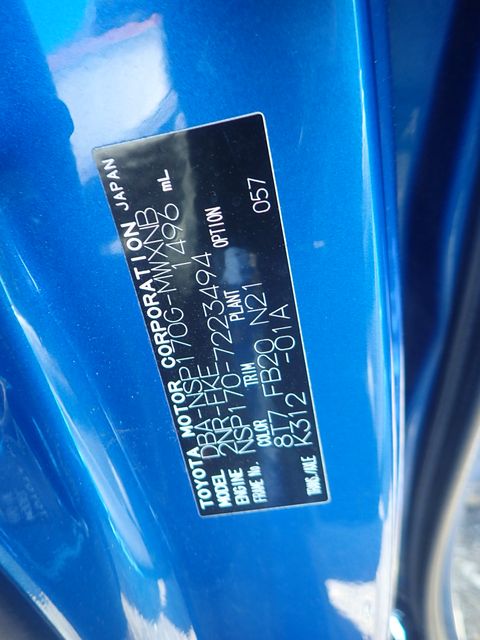 TOYOTA MOTOR CORPORATION JAPAN
MODEL DBA-NSP170G-MWXNB
ENGINE 2NR-FKE 1496 mL
FRAME No. NSP170-7223494
COLOR TRIM PLANT OPTION
8T7 FB20 N21 057
TRANS./AXLE K312 -01A